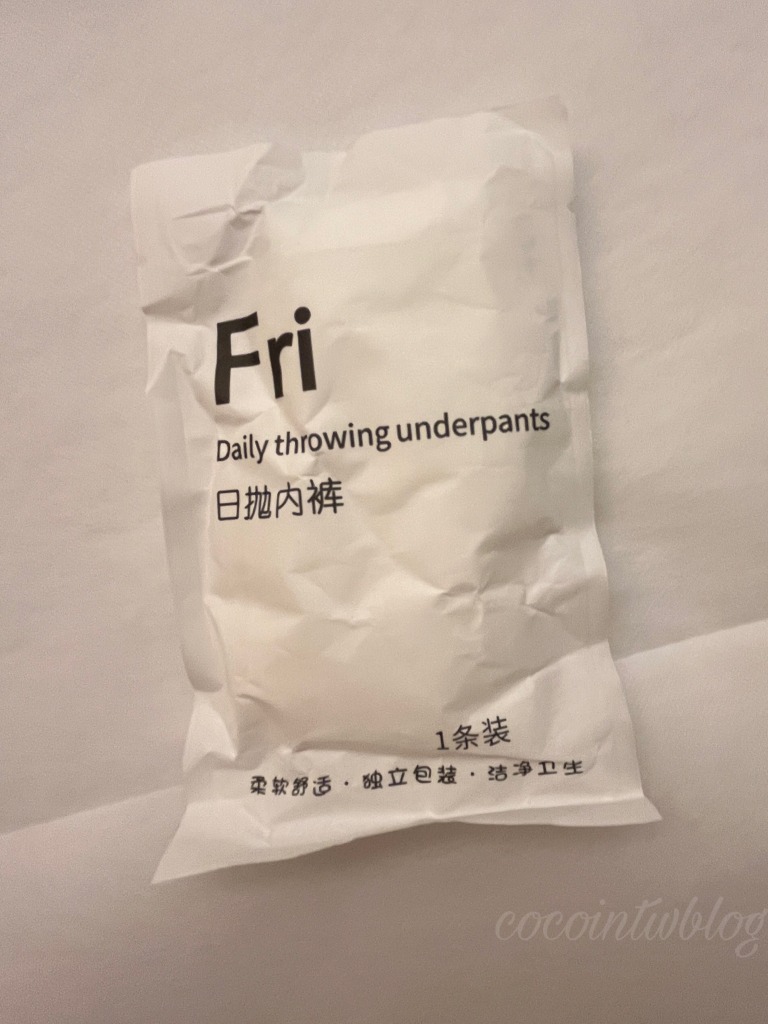 Fri
Daily throwing underpants
日抛内裤
1条装
柔软舒适·独立包装·洁净卫生
cocointwblog